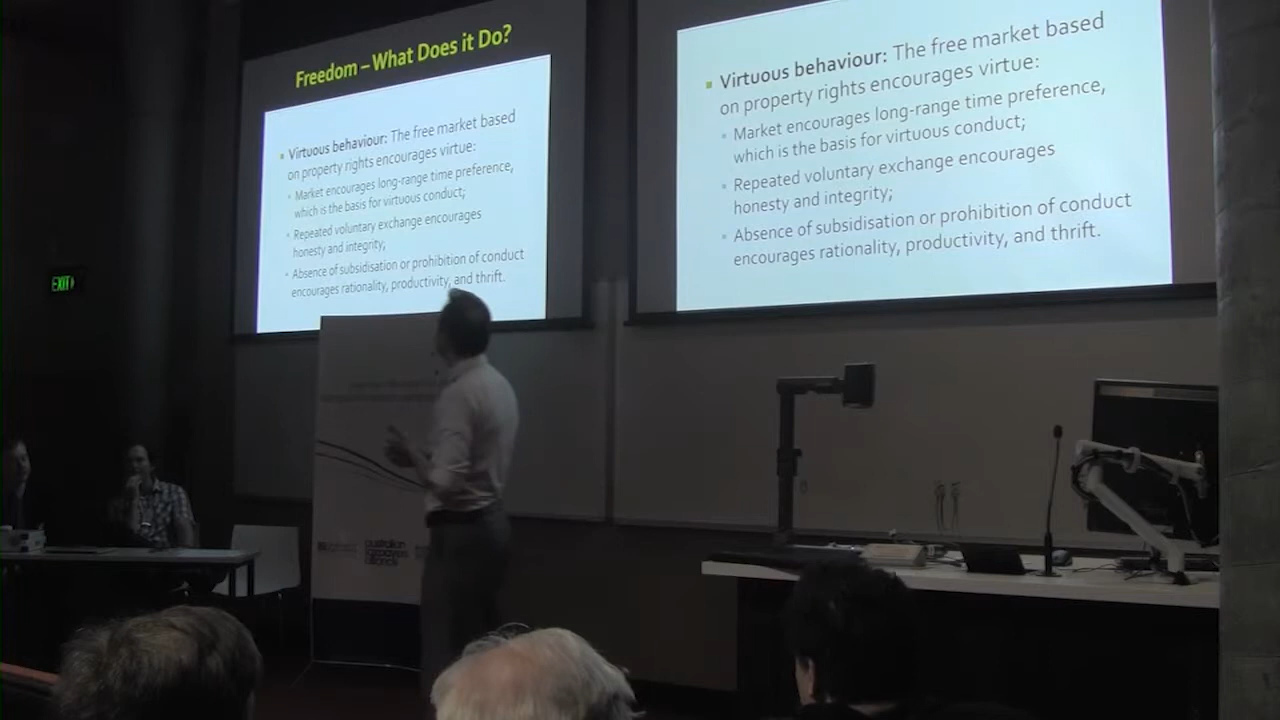 Freedom – What Does it Do?
Virtuous behaviour: The free market based
on property rights encourages virtue:
Market encourages long-range time preference,
which is the basis for virtuous conduct;
Repeated voluntary exchange encourages
honesty and integrity;
Absence of subsidisation or prohibition of conduct
encourages rationality, productivity, and thrift.
Virtuous behaviour: The free market based
on property rights encourages virtue:
Market encourages long-range time preference,
which is the basis for virtuous conduct;
Repeated voluntary exchange encourages
honesty and integrity;
Absence of subsidisation or prohibition of conduct
encourages rationality, productivity, and thrift.
EXIT
australian
taxpayers
alliance